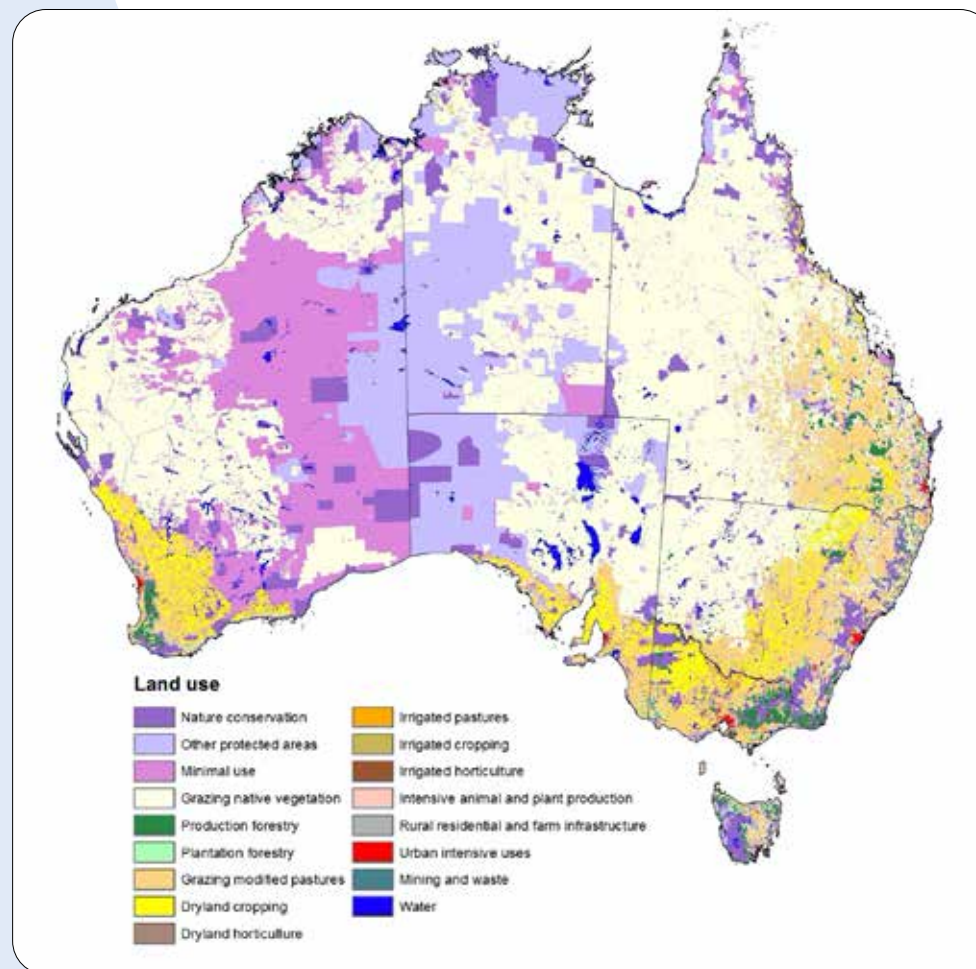 Land use
Nature conservation
Other protected areas
Minimal use
Grazing native vegetation
Production forestry
Plantation forestry
Grazing modified pastures
Dryland cropping
Dryland horticulture
Irrigated pastures
Irrigated cropping
Irrigated horticulture
Intensive animal and plant production
Rural residential and farm infrastructure
Urban intensive uses
Mining and waste
Water